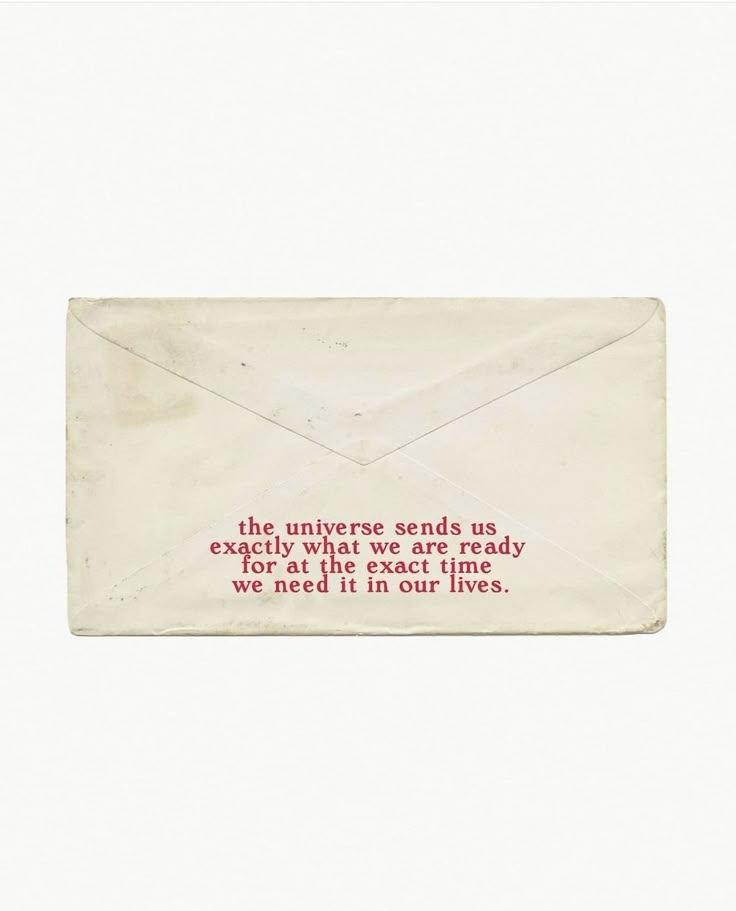 the universe sends us
exactly what we are ready
for at the exact time
we need it in our lives.